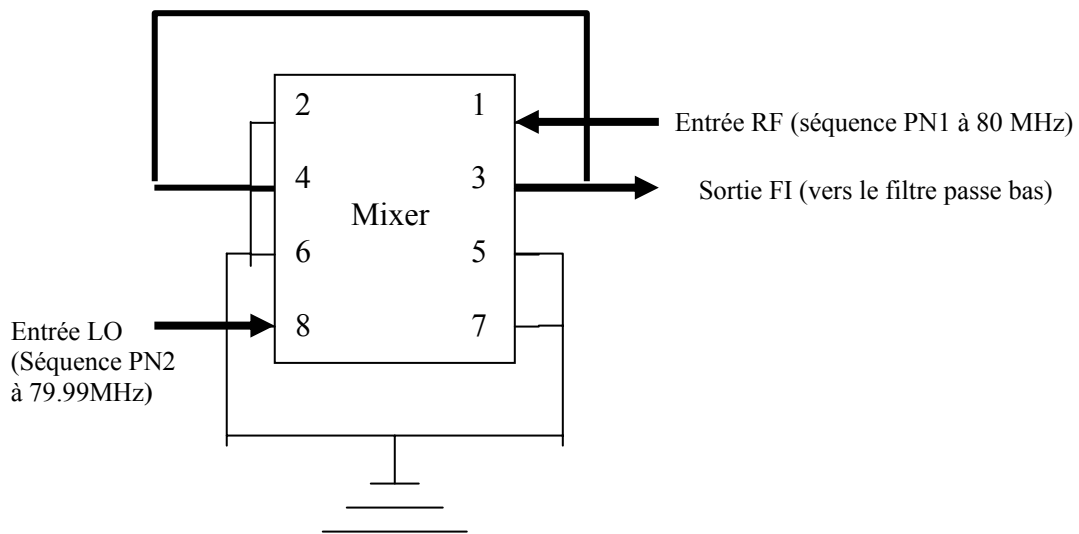 2
1
Entrée RF (séquence PN1 à 80 MHz)
4
3
Sortie FI (vers le filtre passe bas)
Mixer
6
5
Entrée LO
(Séquence PN2
à 79.99MHz)
8
7